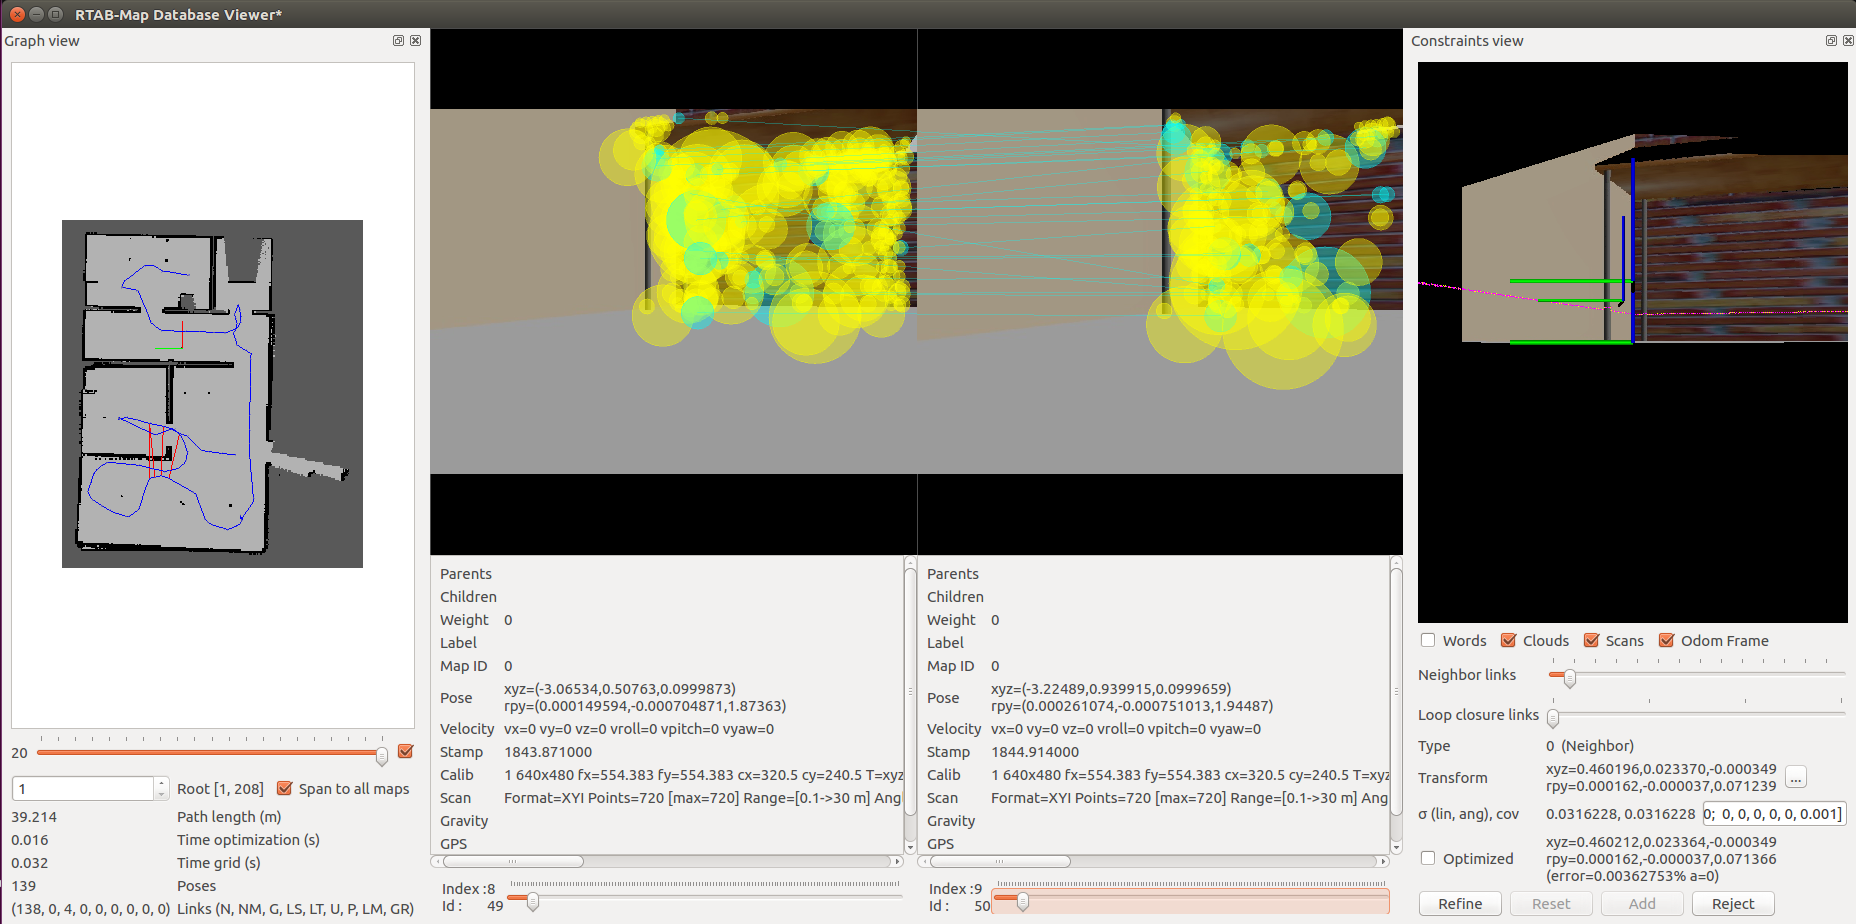 RTAB-Map Database Viewer*
Graph view
20
1
Root [1, 208]
Span to all maps
39.214 Path length (m)
0.016 Time optimization (s)
0.032 Time grid (s)
139 Poses
(138, 0, 4, 0, 0, 0, 0, 0, 0) Links (N, NM, G, LS, LT, U, P, LM, GR)
Parents
Children
Weight 0
Label
Map ID 0
Pose xyz=(-3.06534,0.50763,0.0999873)
rpy=(0.000149594,-0.000704871,1.87363)
Velocity vx=0 vy=0 vz=0 vroll=0 vpitch=0 vyaw=0
Stamp 1843.871000
Calib 1 640x480 fx=554.383 fy=554.383 cx=320.5 cy=240.5 T=xyz
Scan Format=XYI Points=720 [max=720] Range=[0.1->30 m] Ang
Gravity
GPS
Index :8
Id : 49
Parents
Children
Weight 0
Label
Map ID 0
Pose xyz=(-3.22489,0.939915,0.0999659)
rpy=(0.000261074,-0.000751013,1.94487)
Velocity vx=0 vy=0 vz=0 vroll=0 vpitch=0 vyaw=0
Stamp 1844.914000
Calib 1 640x480 fx=554.383 fy=554.383 cx=320.5 cy=240.5 T=xyz
Scan Format=XYI Points=720 [max=720] Range=[0.1->30 m] Ang
Gravity
GPS
Index :9
Id : 50
Constraints view
Words Clouds Scans Odom Frame
Neighbor links
Loop closure links
Type 0 (Neighbor)
Transform xyz=0.460196,0.023370,-0.000349
rpy=0.000162,-0.000037,0.071239
...
σ (lin, ang), cov 0.0316228, 0.0316228 0; 0, 0, 0, 0, 0, 0.001]
Optimized xyz=0.460212,0.023364,-0.000349
rpy=0.000162,-0.000037,0.071366
(error=0.00362753% a=0)
Refine Reset Add Reject